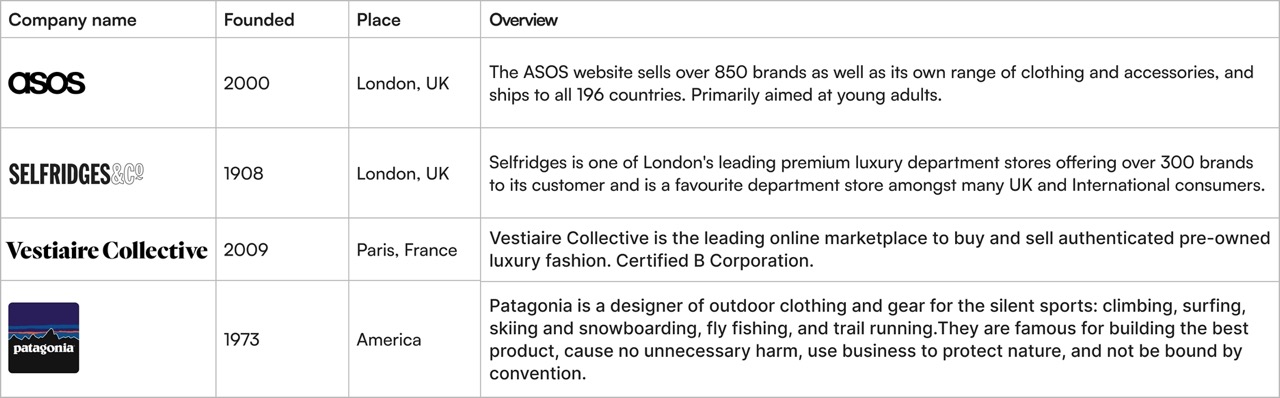 Company name Founded Place Overview
asos 2000 London, UK
The ASOS website sells over 850 brands as well as its own range of clothing and accessories, and
ships to all 196 countries. Primarily aimed at young adults.
SELFRIDGES&Co 1908 London, UK
Selfridges is one of London's leading premium luxury department stores offering over 300 brands
to its customer and is a favourite department store amongst many UK and International consumers.
Vestiaire Collective 2009 Paris, France
Vestiaire Collective is the leading online marketplace to buy and sell authenticated pre-owned
luxury fashion. Certified B Corporation.
patagonia 1973 America
Patagonia is a designer of outdoor clothing and gear for the silent sports: climbing, surfing,
skiing and snowboarding, fly fishing, and trail running.They are famous for building the best
product, cause no unnecessary harm, use business to protect nature, and not be bound by
convention.